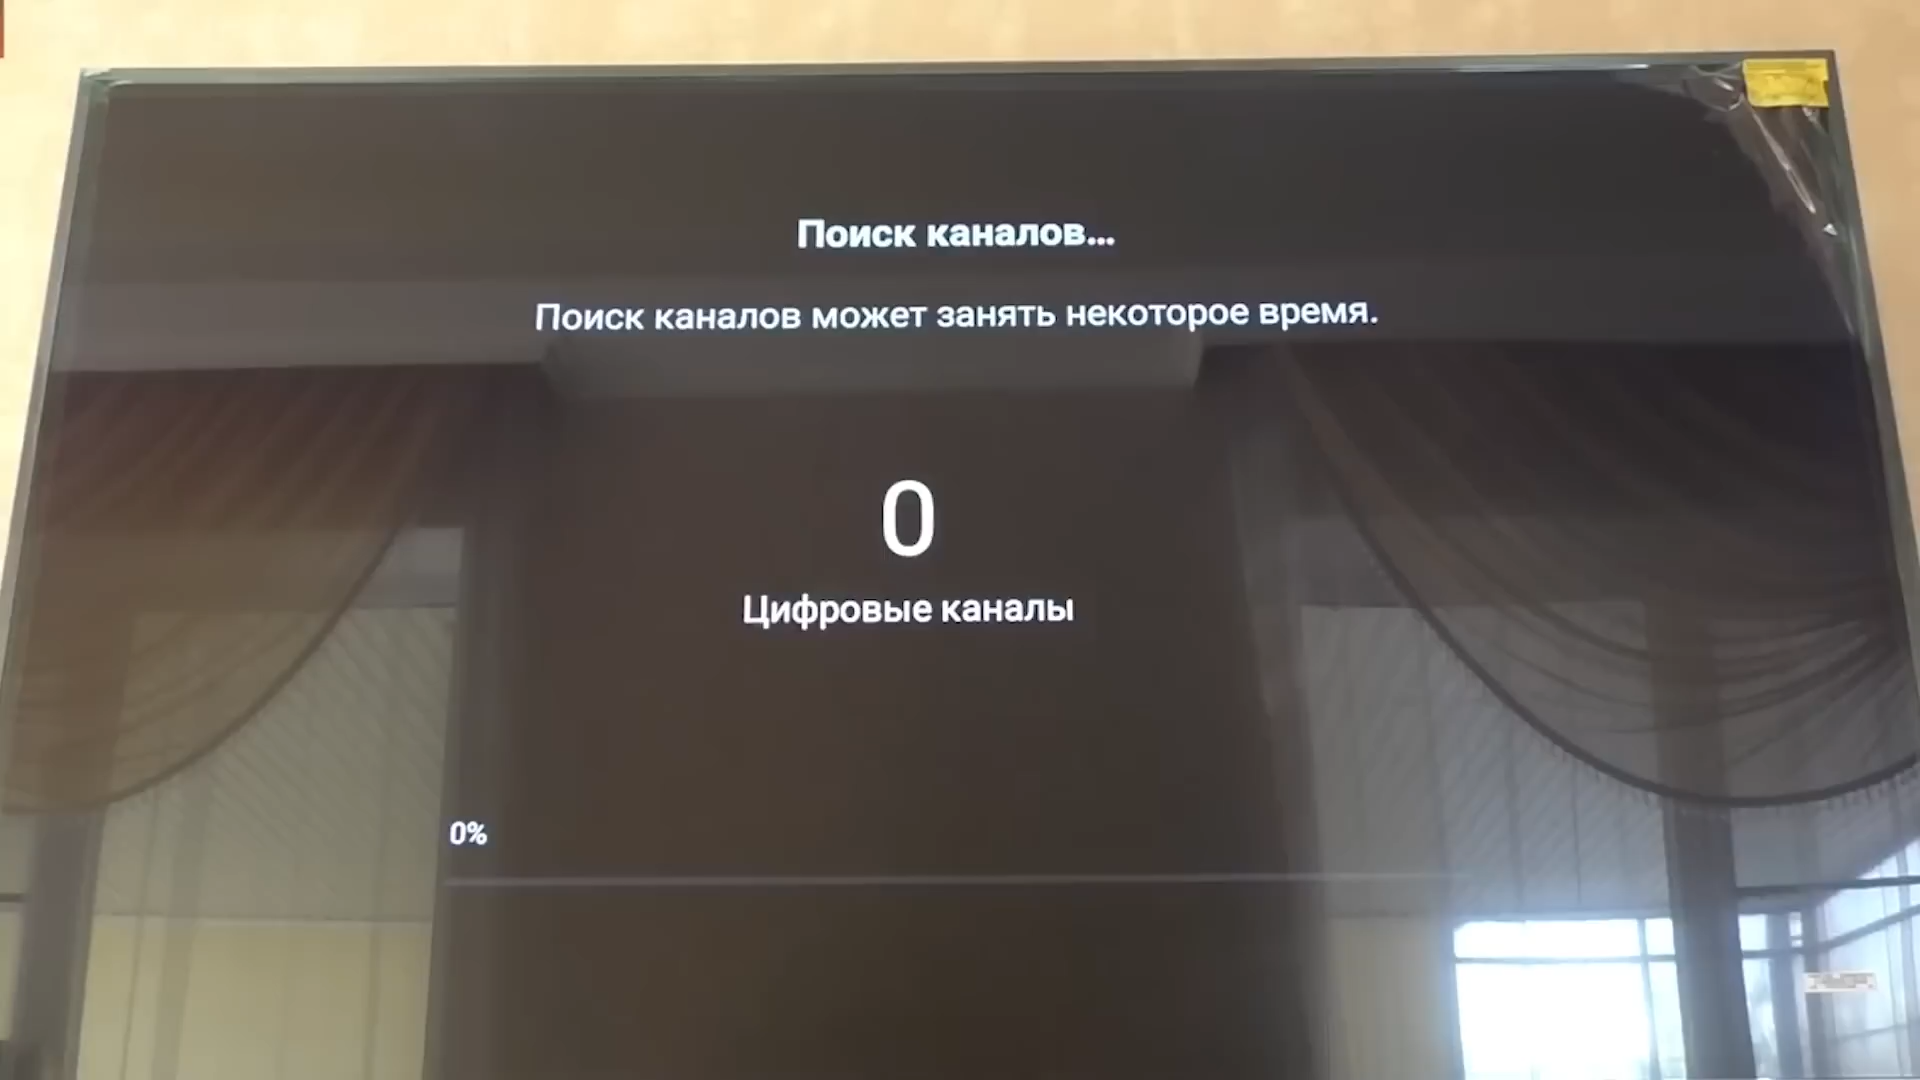 Поиск каналов...
Поиск каналов может занять некоторое время.
0
Цифровые каналы
0%